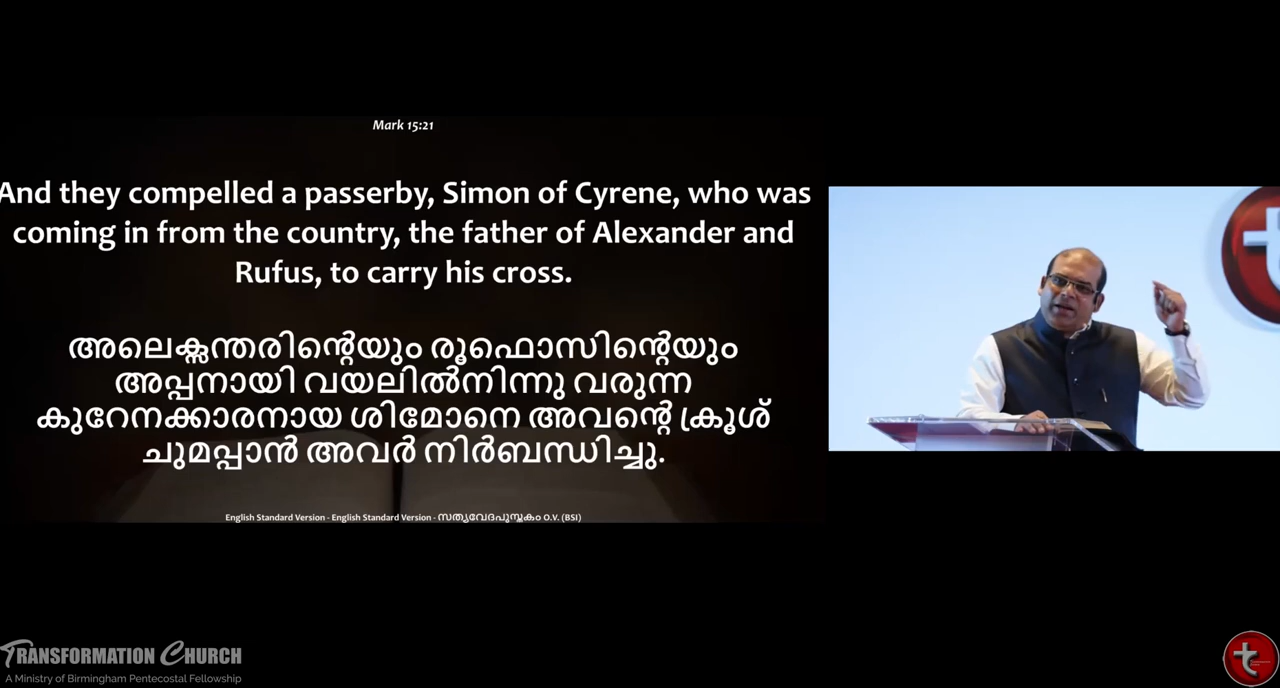 Mark 15:21
And they compelled a passerby, Simon of Cyrene, who was
coming in from the country, the father of Alexander and
Rufus, to carry his cross.
അലെക്സന്തരിന്റെയും രൂഫൊസിന്റെയും
അപ്പനായി വയലിൽനിന്നു വരുന്ന
കുറേനക്കാരനായ ശിമോനെ അവന്റെ ക്രൂശ്
ചുമപ്പാൻ അവർ നിർബന്ധിച്ചു.
English Standard Version - English Standard Version - സത്യവേദപുസ്തകം O.V. (BSI)
TRANSFORMATION CHURCH
A Ministry of Birmingham Pentecostal Fellowship